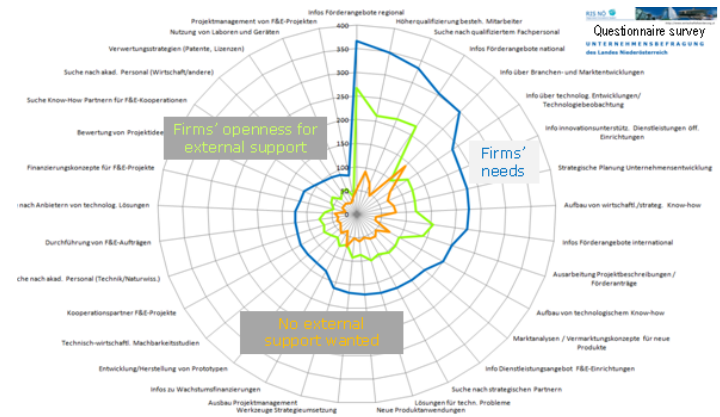 RIS NÖ
Questionnaire survey
UNTERNEHMENSBEFRAGUNG
des Landes Niederösterreich
Infos Förderangebote regional
Höherqualifizierung besteh. Mitarbeiter
Suche nach qualifiziertem Fachpersonal
Infos Förderangebote national
Info über Branchen- und Marktentwicklungen
Info über technolog. Entwicklungen/
Technologiebeobachtung
Info innovationsunterstütz. Dienstleistungen öff.
Einrichtungen
Strategische Planung Unternehmensentwicklung
Aufbau von wirtschaftl./strateg. Know-how
Infos Förderangebote international
Ausarbeitung Projektbeschreibungen /
Förderanträge
Aufbau von technologischem Know-how
Marktanalysen / Vermarktungskonzepte für neue
Produkte
Info Dienstleistungsangebot F&E-Einrichtungen
Suche nach strategischen Partnern
Lösungen für techn. Probleme
Neue Produktanwendungen
Werkzeuge Strategieumsetzung
Ausbau Projektmanagement
Infos zu Wachstumsfinanzierungen
Entwicklung/Herstellung von Prototypen
Technisch-wirtschaftl. Machbarkeitsstudien
Kooperationspartner F&E-Projekte
che nach akad. Personal (Technik/Naturwiss.)
Durchführung von F&E-Aufträgen
nach Anbietern von technolog. Lösungen
Finanzierungskonzepte für F&E-Projekte
Bewertung von Projektidee
Suche Know-How Partnern für F&E-Kooperationen
Suche nach akad. Personal (Wirtschaft/andere)
Verwertungsstrategien (Patente, Lizenzen)
Nutzung von Laboren und Geräten
Projektmanagement von F&E-Projekten
400
350
300
250
200
150
100
50
0
Firms' openness for
external support
Firms'
needs
No external
support wanted